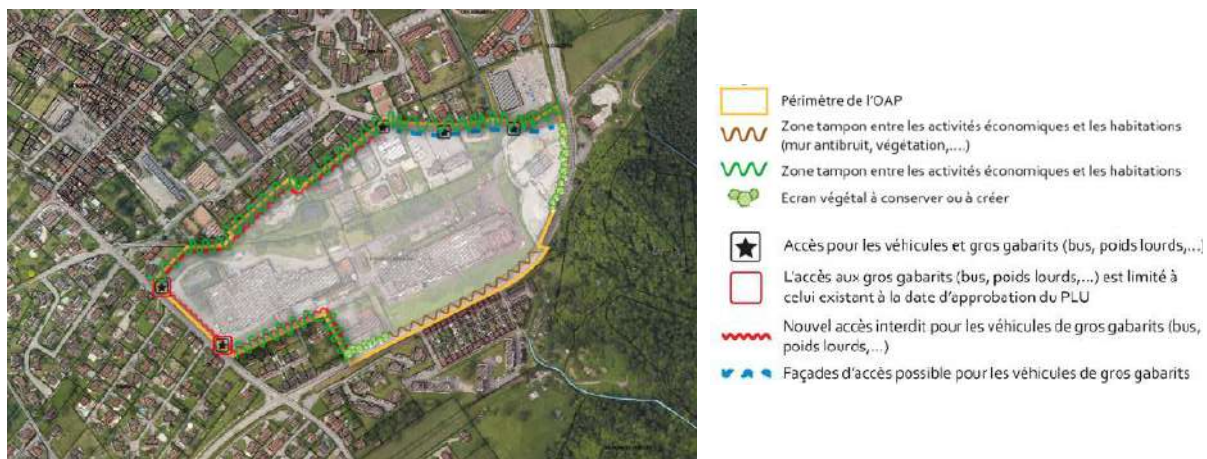 Périmètre de l'OAP
Zone tampon entre les activités économiques et les habitations
(mur antibruit, végétation,....)
Zone tampon entre les activités économiques et les habitations
Ecran végétal à conserver ou à créer
Accès pour les véhicules et gros gabarits (bus, poids lourds,...)
L'accès aux gros gabarits (bus, poids lourds,...) est limité à
celui existant à la date d'approbation du PLU
Nouvel accès interdit pour les véhicules de gros gabarits (bus,
poids lourds,...)
Façades d'accès possible pour les véhicules de gros gabarits